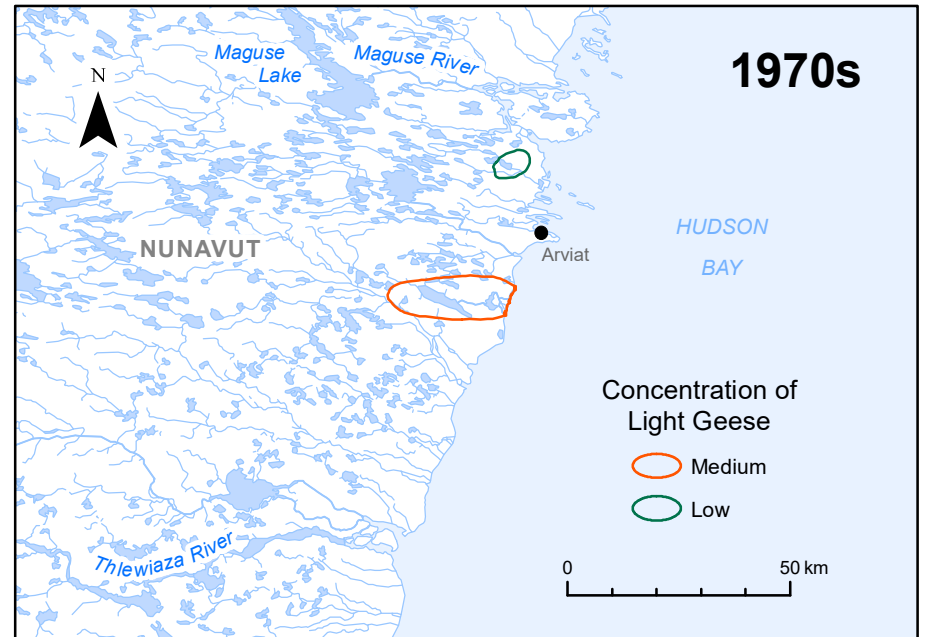 1970s
Maguse
Lake
Maguse River
N
HUDSON
BAY
NUNAVUT
Arviat
Concentration of
Light Geese
Medium
Low
Thlewiaza River
0 50 km